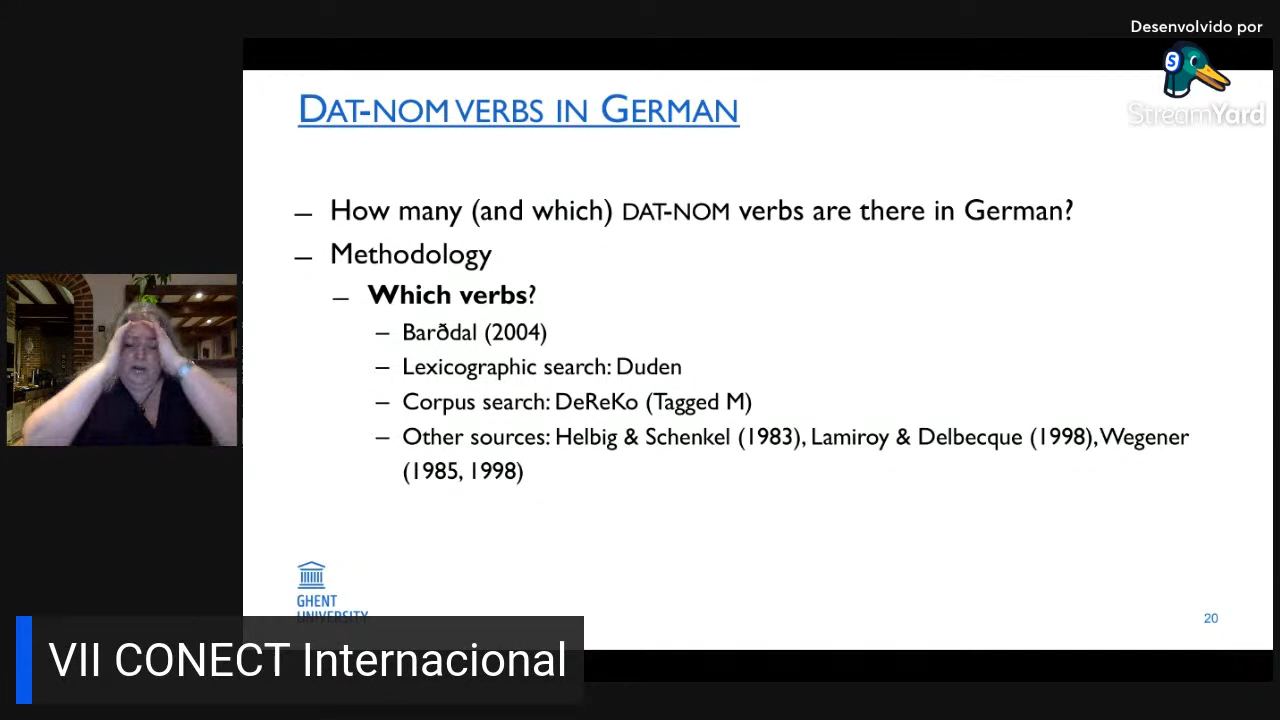 Desenvolvido por
S
StreamYard
DAT-NOM VERBS IN GERMAN
– How many (and which) DAT-NOM verbs are there in German?
– Methodology
– Which verbs?
– Barðdal (2004)
– Lexicographic search: Duden
– Corpus search: DeReKo (Tagged M)
– Other sources: Helbig & Schenkel (1983), Lamiroy & Delbecque (1998), Wegener
(1985, 1998)
GHENT
UNIVERSITY
20
VII CONECT Internacional